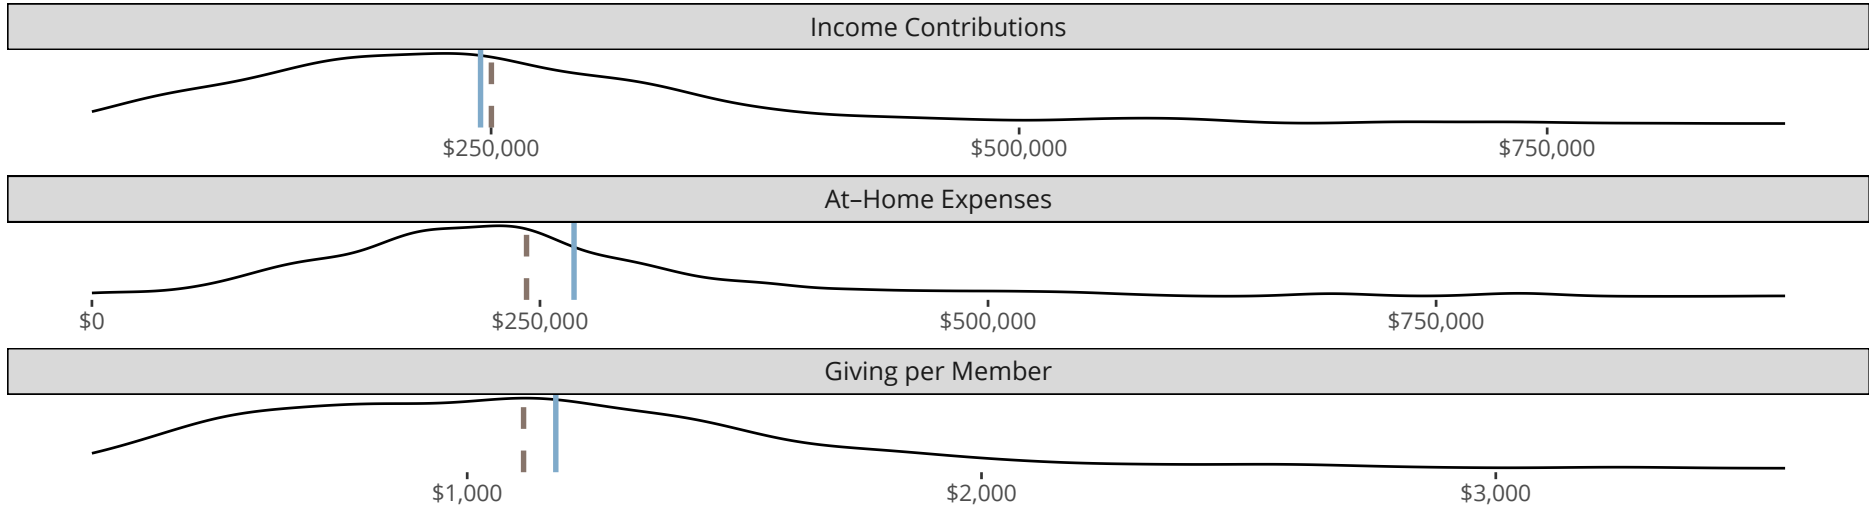 Income Contributions
$250,000 $500,000 $750,000
At–Home Expenses
$0 $250,000 $500,000 $750,000
Giving per Member
$1,000 $2,000 $3,000